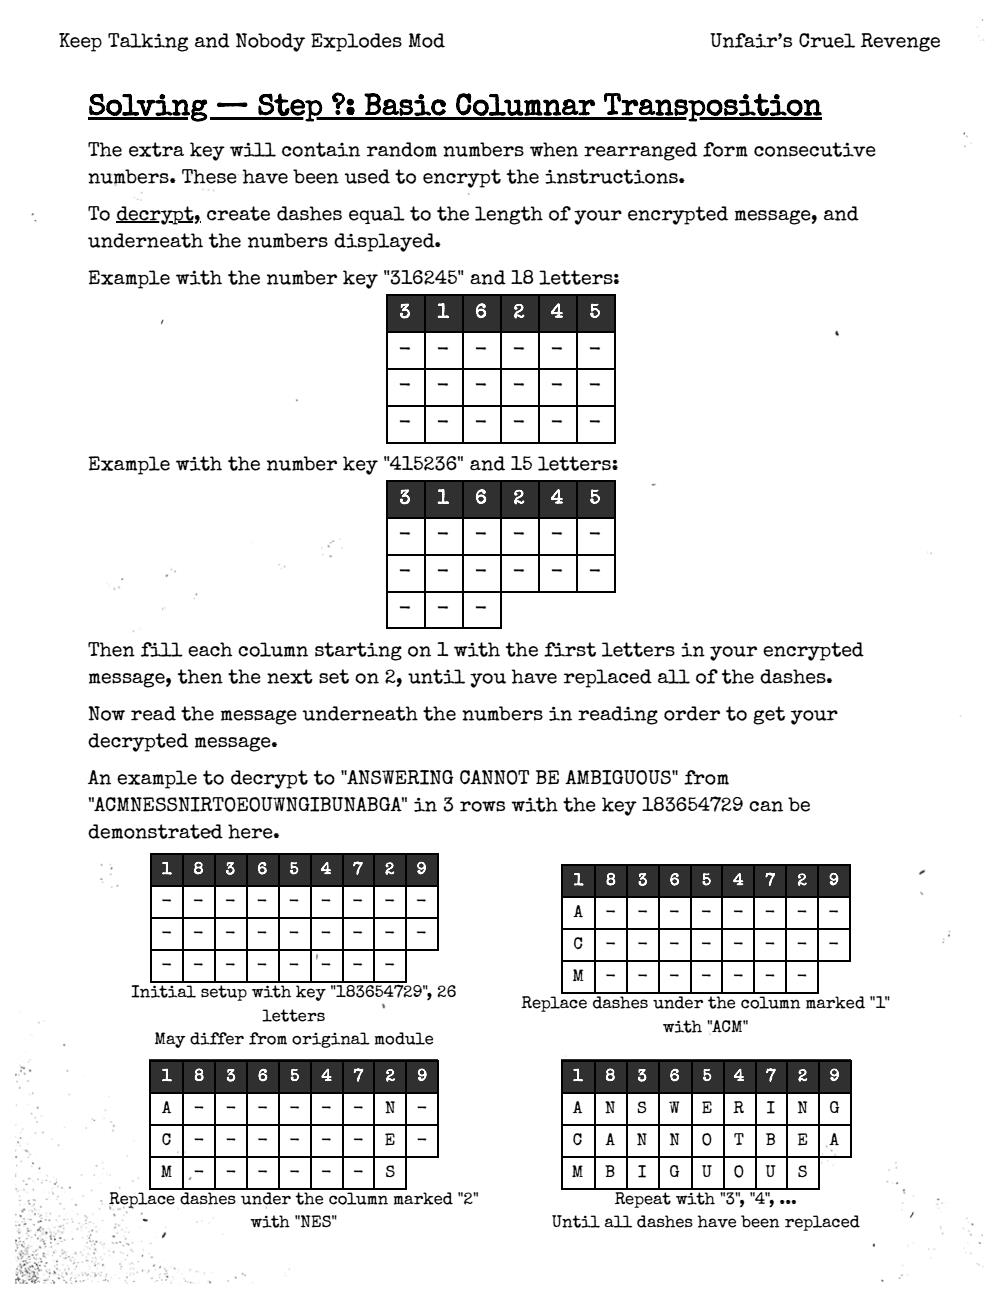 Keep Talking and Nobody Explodes Mod Unfair's Cruel Revenge
Solving — Step ?: Basic Columnar Transposition
The extra key will contain random numbers when rearranged form consecutive
numbers. These have been used to encrypt the instructions.
To decrypt, create dashes equal to the length of your encrypted message, and
underneath the numbers displayed.
Example with the number key "316245" and 18 letters:
3 1 6 2 4 5
- - - - - -
- - - - - -
- - - - - -
Example with the number key "415236" and 15 letters:
3 1 6 2 4 5
- - - - - -
- - - - - -
- - -
Then fill each column starting on 1 with the first letters in your encrypted
message, then the next set on 2, until you have replaced all of the dashes.
Now read the message underneath the numbers in reading order to get your
decrypted message.
An example to decrypt to "ANSWERING CANNOT BE AMBIGUOUS" from
"ACMNESSNIRTOEOUWNGIBUNABGA" in 3 rows with the key 183654729 can be
demonstrated here.
1 8 3 6 5 4 7 2 9
- - - - - - - - -
- - - - - - - - -
- - - - - - - -
Initial setup with key "183654729", 26
letters
May differ from original module
1 8 3 6 5 4 7 2 9
A - - - - - - - -
C - - - - - - - -
M - - - - - - -
Replace dashes under the column marked "1"
with "ACM"
1 8 3 6 5 4 7 2 9
A - - - - - - N -
C - - - - - - E -
M - - - - - - S
Replace dashes under the column marked "2"
with "NES"
1 8 3 6 5 4 7 2 9
A N S W E R I N G
C A N N O T B E A
M B I G U O U S
Repeat with "3", "4", ...
Until all dashes have been replaced